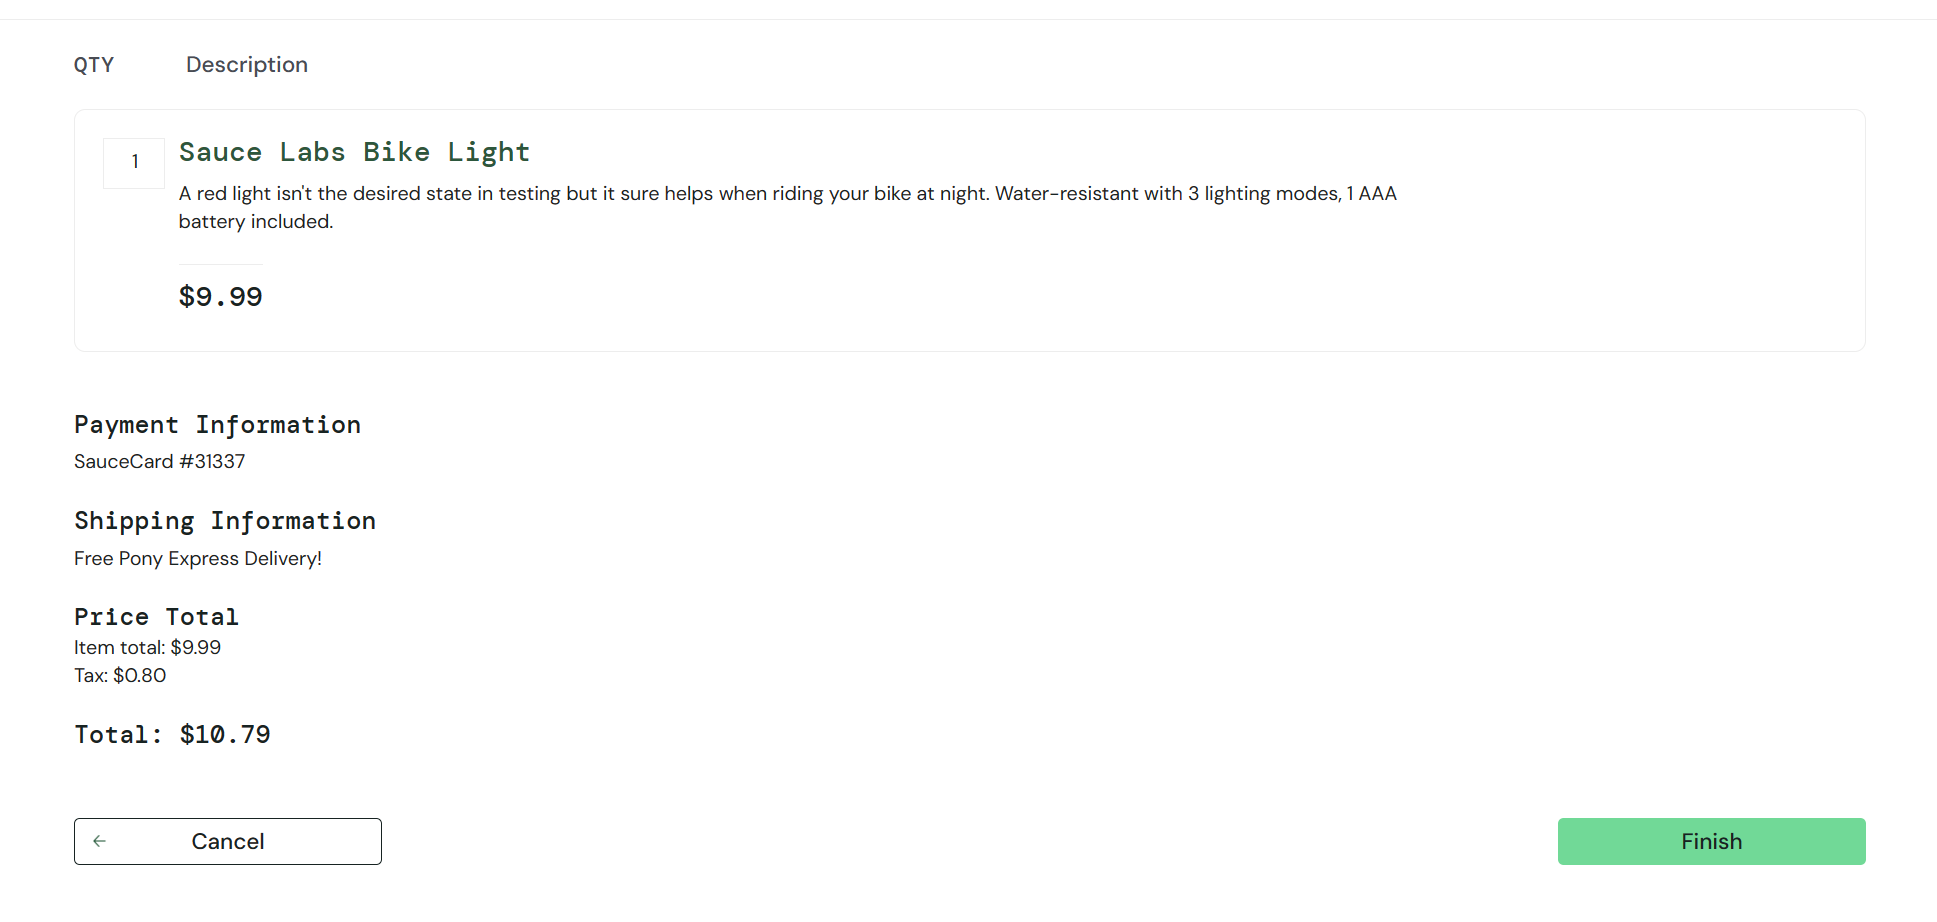 QTY Description
1 Sauce Labs Bike Light
A red light isn't the desired state in testing but it sure helps when riding your bike at night. Water-resistant with 3 lighting modes, 1 AAA
battery included.
$9.99
Payment Information
SauceCard #31337
Shipping Information
Free Pony Express Delivery!
Price Total
Item total: $9.99
Tax: $0.80
Total: $10.79
Cancel Finish